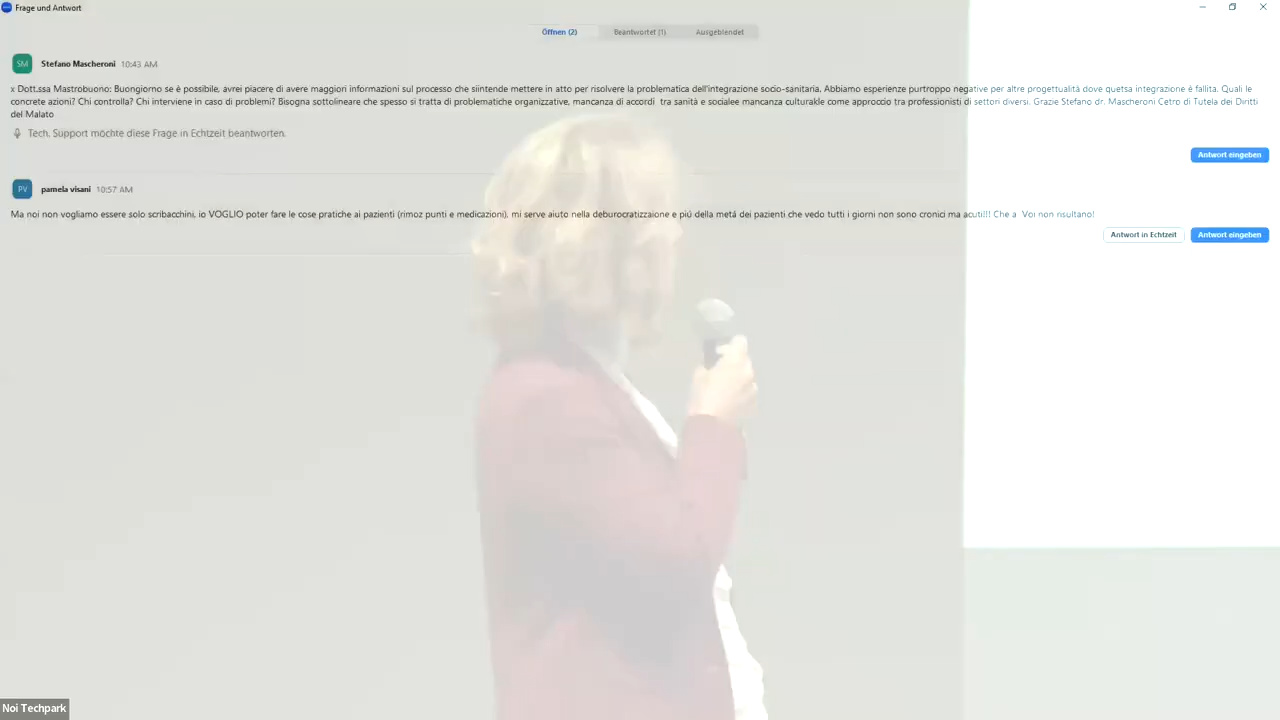 Frage und Antwort
Öffnen (2) Beantwortet (1) Ausgeblendet
SM Stefano Mascheroni 10:43 AM
x Dott.ssa Mastrobuono: Buongiorno se è possibile, avrei piacere di avere maggiori informazioni sul processo che siintende mettere in atto per risolvere la problematica dell'integrazione socio-sanitaria. Abbiamo esperienze purtroppo negative per altre progettualità dove quetsa integrazione è fallita. Quali le
concrete azioni? Chi controlla? Chi interviene in caso di problemi? Bisogna sottolineare che spesso si tratta di problematiche organizzative, mancanza di accordi tra sanità e socialee mancanza culturakle come approccio tra professionisti di settori diversi. Grazie Stefano dr. Mascheroni Cetro di Tutela dei Diritti
del Malato
Tech. Support möchte diese Frage in Echtzeit beantworten.
Antwort eingeben
PV pamela visani 10:57 AM
Ma noi non vogliamo essere solo scribacchini, io VOGLIO poter fare le cose pratiche ai pazienti (rimoz punti e medicazioni), mi serve aiuto nella deburocratizzaione e piú della metá dei pazienti che vedo tutti i giorni non sono cronici ma acuti!!! Che a Voi non risultano!
Antwort in Echtzeit Antwort eingeben
Noi Techpark